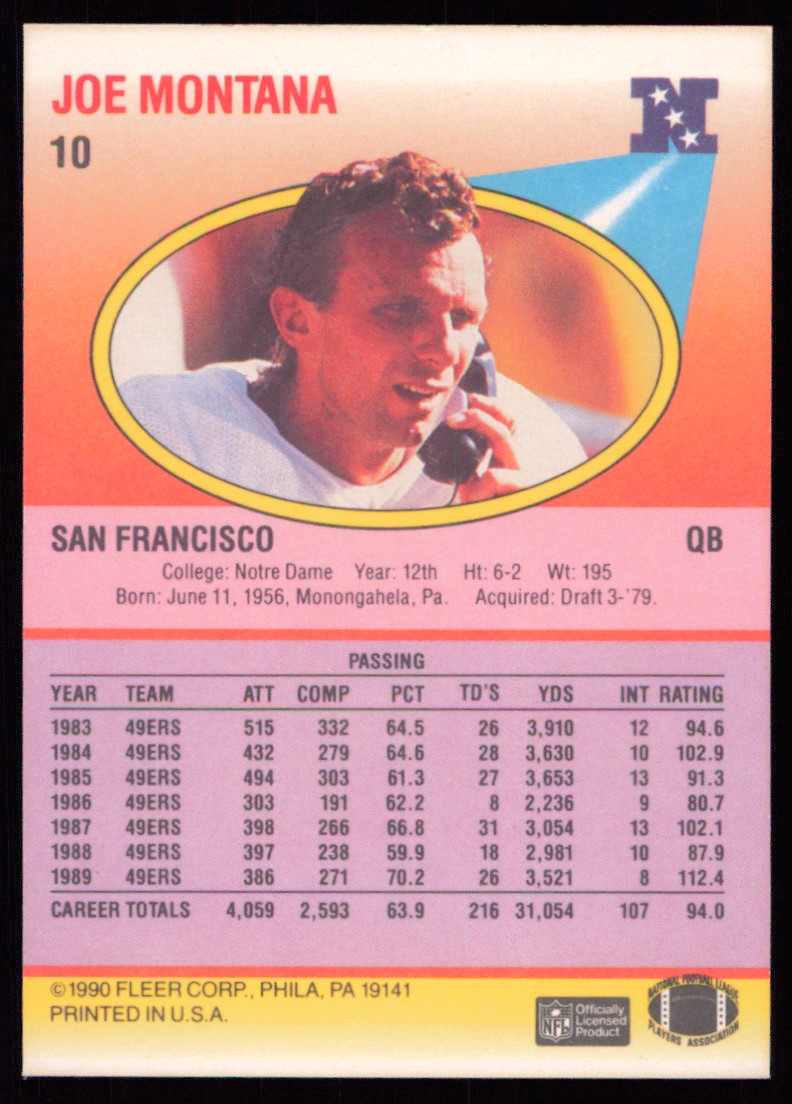 JOE MONTANA
10
N
SAN FRANCISCO QB
College: Notre Dame Year: 12th Ht: 6-2 Wt: 195
Born: June 11, 1956, Monongahela, Pa. Acquired: Draft 3-'79.
PASSING
YEAR TEAM ATT COMP PCT TD'S YDS INT RATING
1983 49ERS 515 332 64.5 26 3,910 12 94.6
1984 49ERS 432 279 64.6 28 3,630 10 102.9
1985 49ERS 494 303 61.3 27 3,653 13 91.3
1986 49ERS 303 191 62.2 8 2,236 9 80.7
1987 49ERS 398 266 66.8 31 3,054 13 102.1
1988 49ERS 397 238 59.9 18 2,981 10 87.9
1989 49ERS 386 271 70.2 26 3,521 8 112.4
CAREER TOTALS 4,059 2,593 63.9 216 31,054 107 94.0
©1990 FLEER CORP., PHILA, PA 19141
PRINTED IN U.S.A.
NFL
Officially
Licensed
Product
NATIONAL FOOTBALL LEAGUE
PLAYERS ASSOCIATION